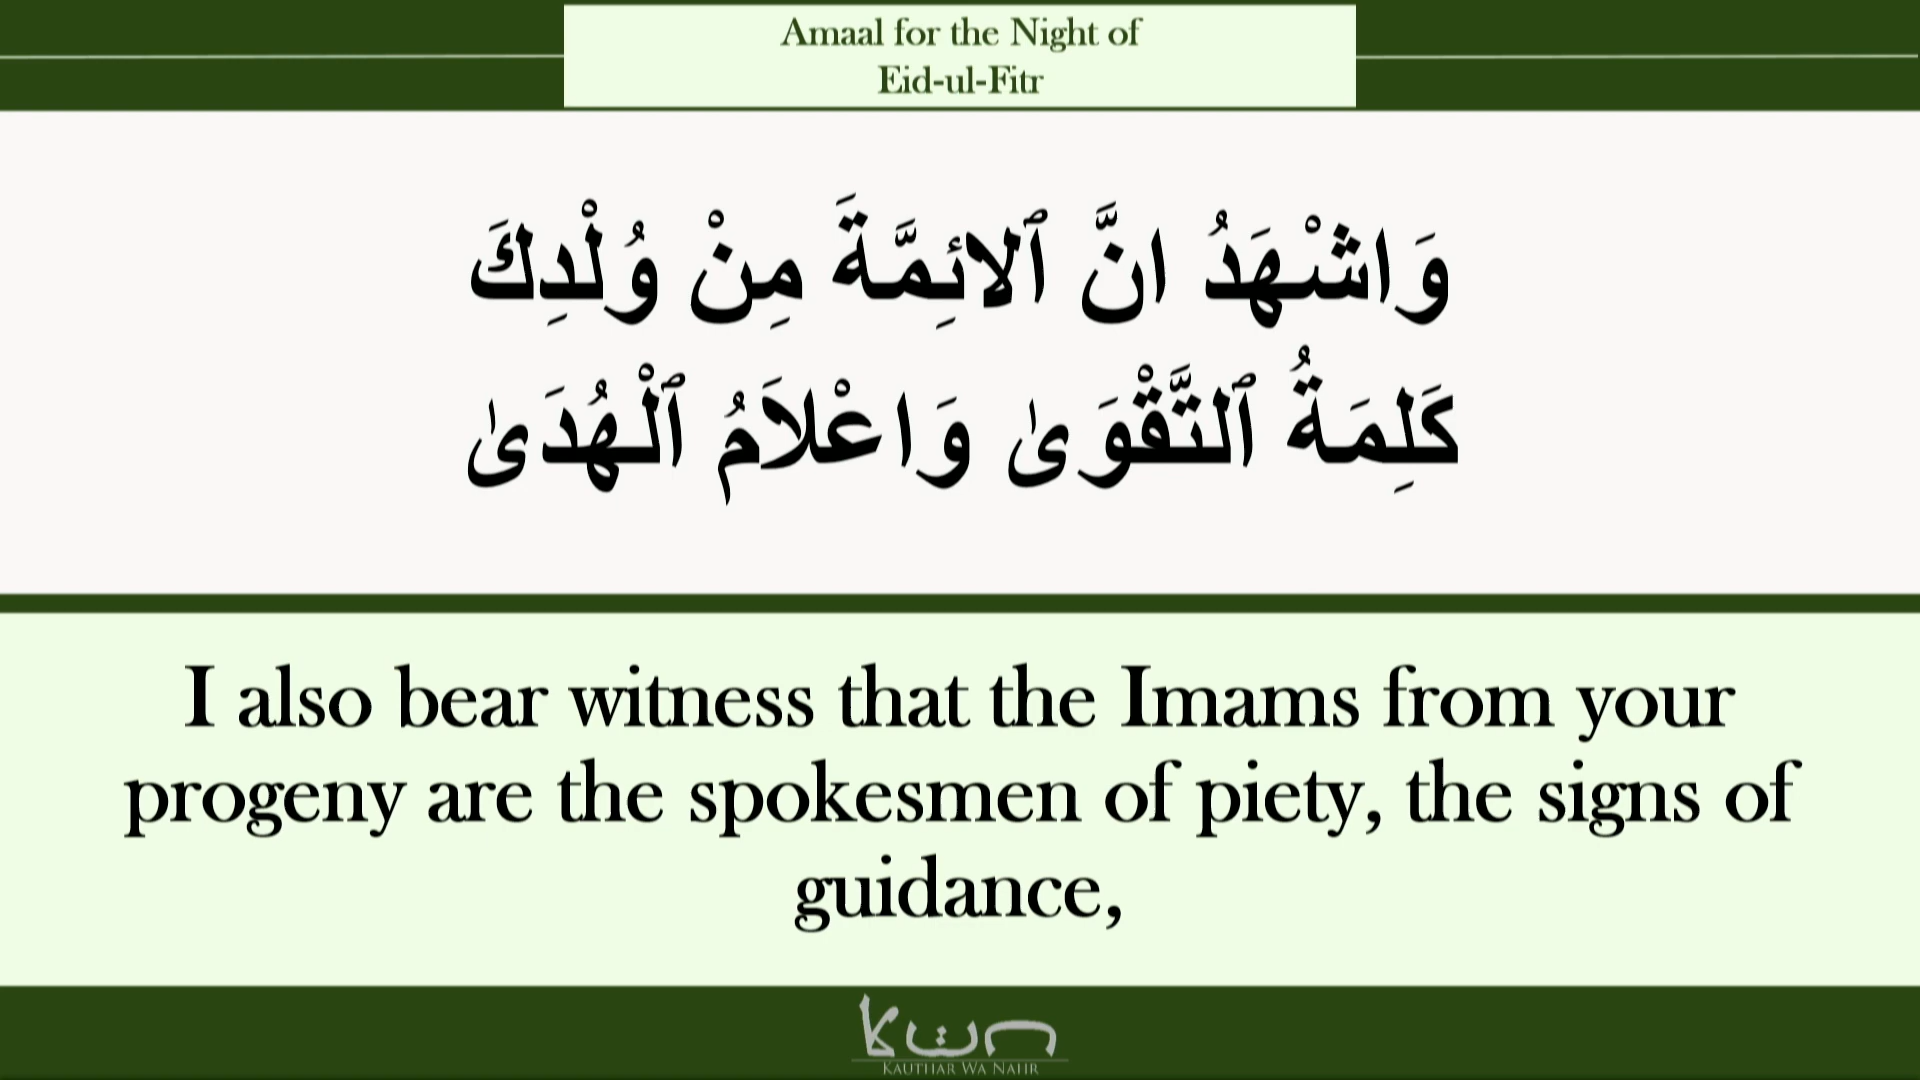 Amaal for the Night of
Eid-ul-Fitr
وَاشْهَدُ انَّ ٱلائِمَّةَ مِنْ وُلْدِكَ
كَلِمَةُ ٱلتَّقْوَىٰ وَاعْلاَمُ ٱلْهُدَىٰ
I also bear witness that the Imams from your
progeny are the spokesmen of piety, the signs of
guidance,
KAUTHAR WA NAHR